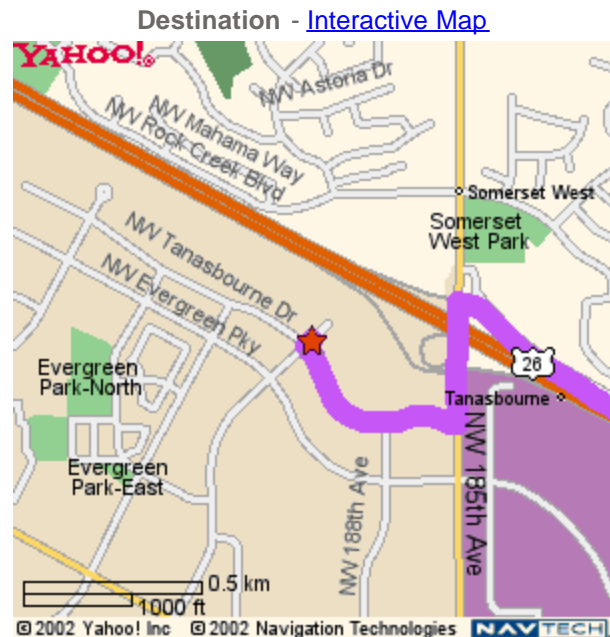 Destination - Interactive Map
YAHOO!
NW Astoria Dr
NW Mahama Way
NW Rock Creek Blvd
Somerset West
Somerset
West Park
NW Tanasbourne Dr
NW Evergreen Pky
26
Evergreen
Park-North
Tanasbourne
Evergreen
Park-East
NW 188th Ave
NW 185th Ave
0.5 km
1000 ft
© 2002 Yahoo! Inc © 2002 Navigation Technologies NAVTECH